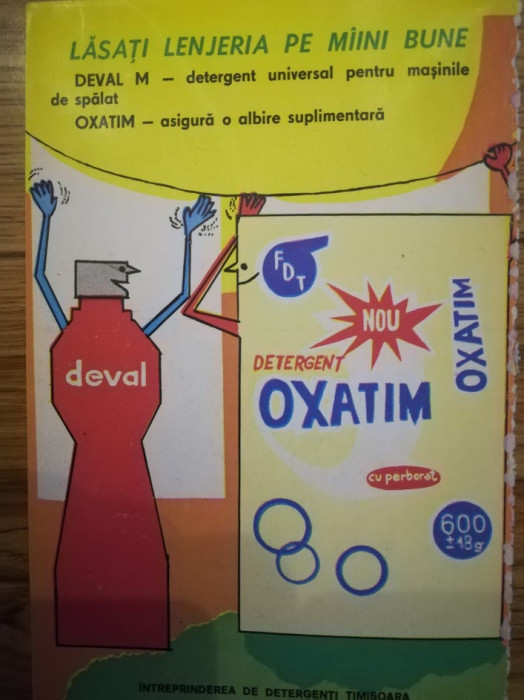 LĂSAȚI LENJERIA PE MÎINI BUNE
DEVAL M — detergent universal pentru mașinile
de spălat
OXATIM — asigură o albire suplimentară
deval
FDT
NOU
OXATIM
DETERGENT
OXATIM
cu perborat
600
±18g
INTREPRINDEREA DE DETERGENȚI TIMIȘOARA